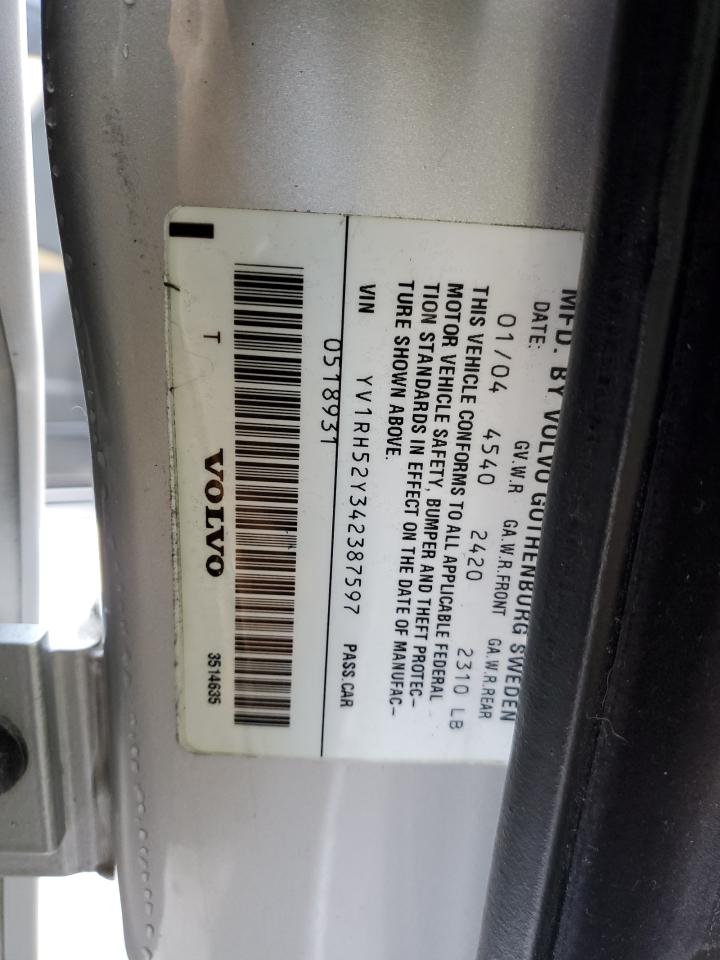 MFD. BY VOLVO GOTHENBURG SWEDEN
DATE: GV.W.R GA.W.R.FRONT GA.W.R.REAR
01/04 4540 2420 2310 LB
THIS VEHICLE CONFORMS TO ALL APPLICABLE FEDERAL
MOTOR VEHICLE SAFETY, BUMPER AND THEFT PROTEC-
TION STANDARDS IN EFFECT ON THE DATE OF MANUFAC-
TURE SHOWN ABOVE.
VIN YV1RH52Y342387597 PASS.CAR
0518931
T VOLVO 3514635